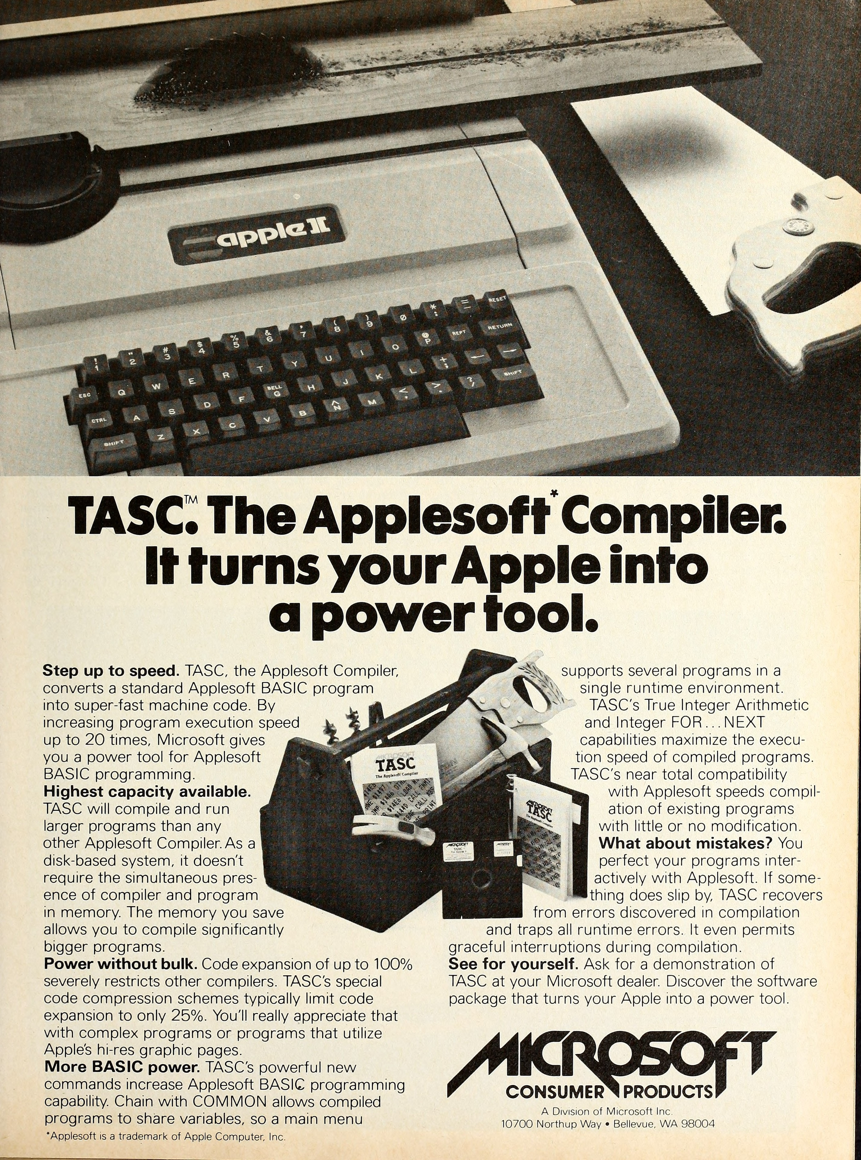 apple II
! " # $ % & ' ( ) * = RESET
1 2 3 4 5 6 7 8 9 0 : -
ESC Q W E R T Y U I O @ P REPT RETURN
CTRL A S D F BELL G H J K L + ;
SHIFT Z X C V B N M < , > . ? / SHIFT
TASC™. The Applesoft* Compiler.
It turns your Apple into
a power tool.
Step up to speed. TASC, the Applesoft Compiler,
converts a standard Applesoft BASIC program
into super-fast machine code. By
increasing program execution speed
up to 20 times, Microsoft gives
you a power tool for Applesoft
BASIC programming.
Highest capacity available.
TASC will compile and run
larger programs than any
other Applesoft Compiler. As a
disk-based system, it doesn't
require the simultaneous pres-
ence of compiler and program
in memory. The memory you save
allows you to compile significantly
bigger programs.
Power without bulk. Code expansion of up to 100%
severely restricts other compilers. TASC's special
code compression schemes typically limit code
expansion to only 25%. You'll really appreciate that
with complex programs or programs that utilize
Apple's hi-res graphic pages.
More BASIC power. TASC's powerful new
commands increase Applesoft BASIC programming
capability. Chain with COMMON allows compiled
programs to share variables, so a main menu
*Applesoft is a trademark of Apple Computer, Inc.
TASC
The Applesoft Compiler
TASC
MICROSOFT
supports several programs in a
single runtime environment.
TASC's True Integer Arithmetic
and Integer FOR...NEXT
capabilities maximize the execu-
tion speed of compiled programs.
TASC's near total compatibility
with Applesoft speeds compil-
ation of existing programs
with little or no modification.
What about mistakes? You
perfect your programs inter-
actively with Applesoft. If some-
thing does slip by, TASC recovers
from errors discovered in compilation
and traps all runtime errors. It even permits
graceful interruptions during compilation.
See for yourself. Ask for a demonstration of
TASC at your Microsoft dealer. Discover the software
package that turns your Apple into a power tool.
MICROSOFT
CONSUMER PRODUCTS
A Division of Microsoft Inc.
10700 Northup Way • Bellevue, WA 98004